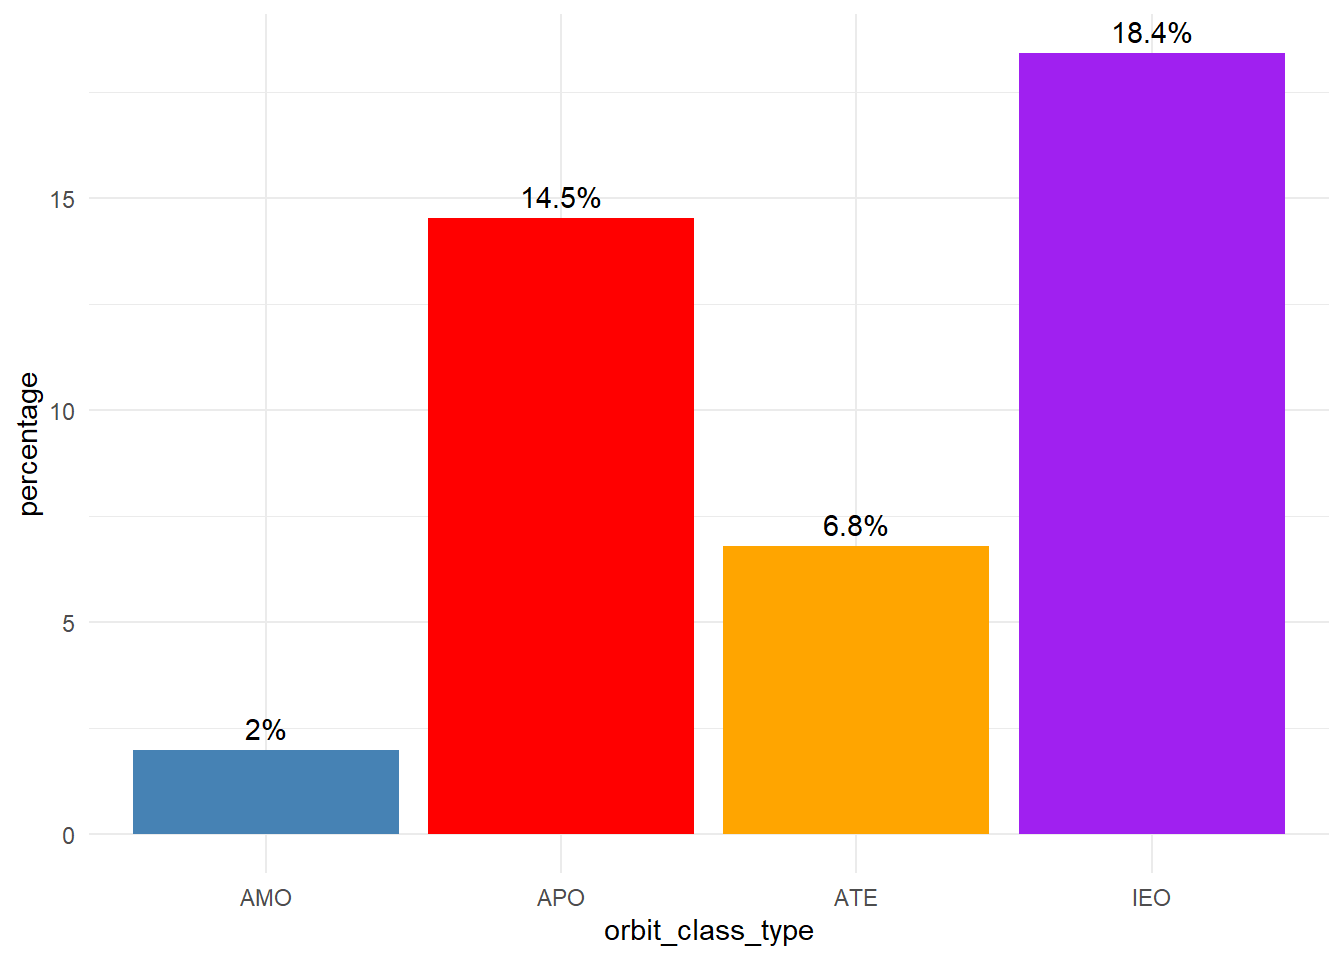 18.4%
15
14.5%
10
percentage
6.8%
5
2%
0
AMO APO ATE IEO
orbit_class_type